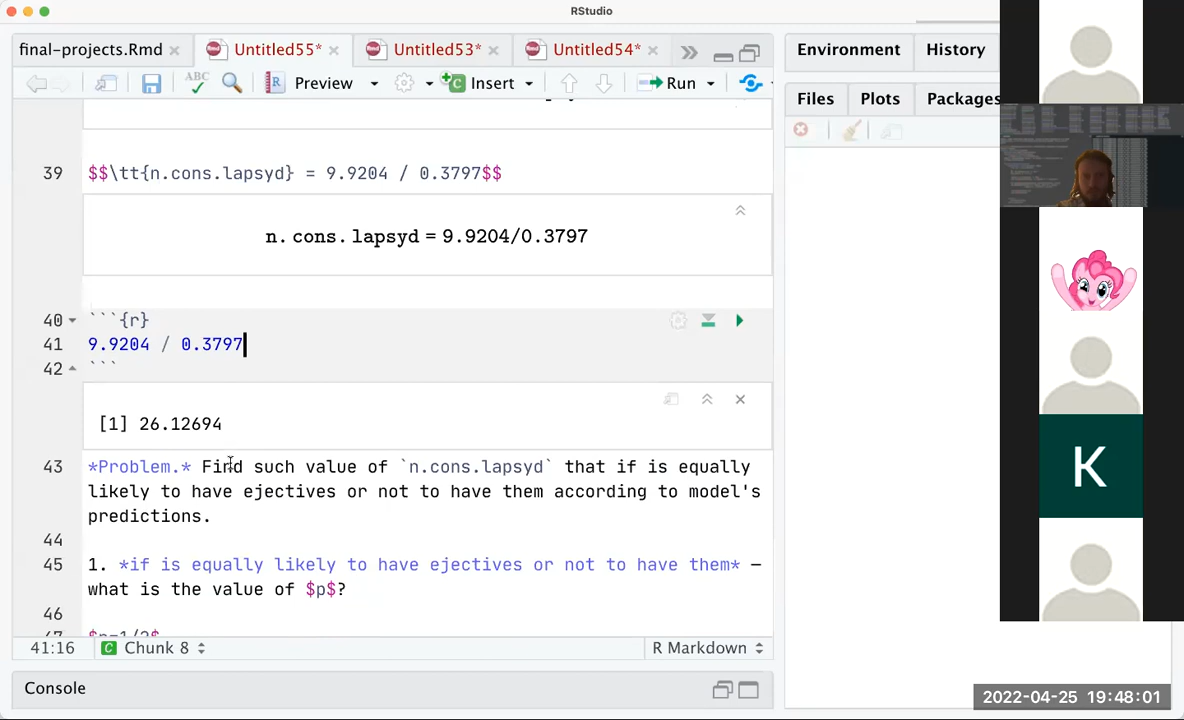 RStudio
final-projects.Rmd
Untitled55*
Untitled53*
Untitled54*
Environment
History
ABC
Preview
Insert
Run
Files
Plots
Packages
39
$$\tt{n.cons.lapsyd} = 9.9204 / 0.3797$$
n.cons.lapsyd = 9.9204/0.3797
40
```{r}
41
9.9204 / 0.3797
42
```
[1] 26.12694
43
*Problem.* Find such value of `n.cons.lapsyd` that if is equally
likely to have ejectives or not to have them according to model's
predictions.
44
45
1. *if is equally likely to have ejectives or not to have them* —
what is the value of $p$?
46
47
$p=1/2$
41:16
Chunk 8
R Markdown
Console
K
2022-04-25 19:48:01